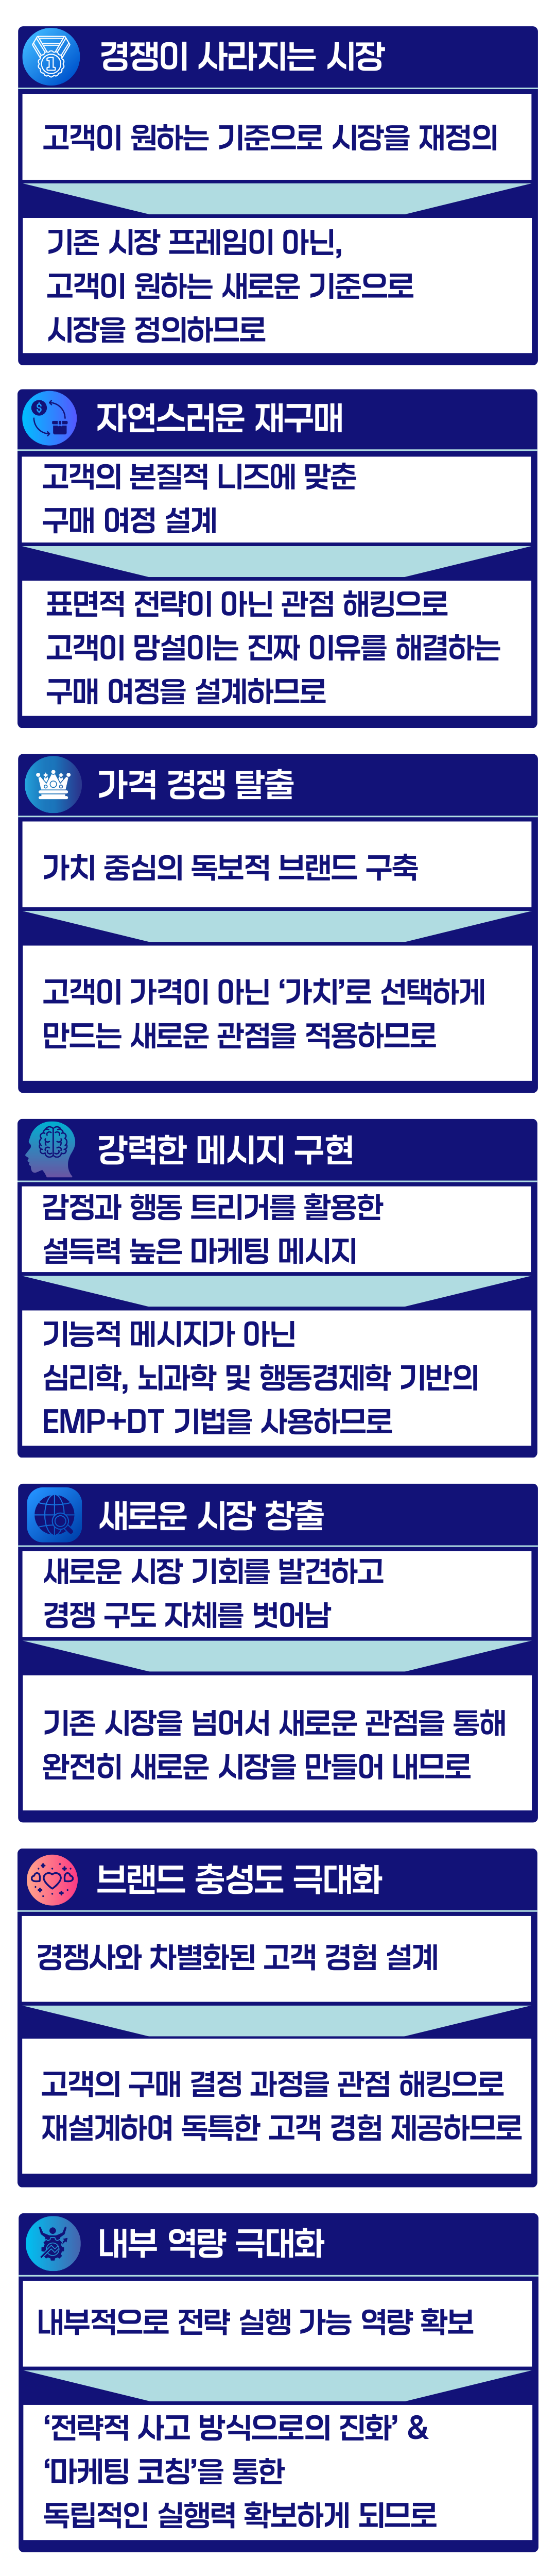 1
경쟁이 사라지는 시장
고객이 원하는 기준으로 시장을 재정의
기존 시장 프레임이 아닌,
고객이 원하는 새로운 기준으로
시장을 정의하므로
$
자연스러운 재구매
고객의 본질적 니즈에 맞춘
구매 여정 설계
표면적 전략이 아닌 관점 해킹으로
고객이 망설이는 진짜 이유를 해결하는
구매 여정을 설계하므로
가격 경쟁 탈출
가치 중심의 독보적 브랜드 구축
고객이 가격이 아닌 ‘가치’로 선택하게
만드는 새로운 관점을 적용하므로
강력한 메시지 구현
감정과 행동 트리거를 활용한
설득력 높은 마케팅 메시지
기능적 메시지가 아닌
심리학, 뇌과학 및 행동경제학 기반의
EMP+DT 기법을 사용하므로
새로운 시장 창출
새로운 시장 기회를 발견하고
경쟁 구도 자체를 벗어남
기존 시장을 넘어서 새로운 관점을 통해
완전히 새로운 시장을 만들어 내므로
브랜드 충성도 극대화
경쟁사와 차별화된 고객 경험 설계
고객의 구매 결정 과정을 관점 해킹으로
재설계하여 독특한 고객 경험 제공하므로
내부 역량 극대화
내부적으로 전략 실행 가능 역량 확보
‘전략적 사고 방식으로의 진화’ &
‘마케팅 코칭’을 통한
독립적인 실행력 확보하게 되므로